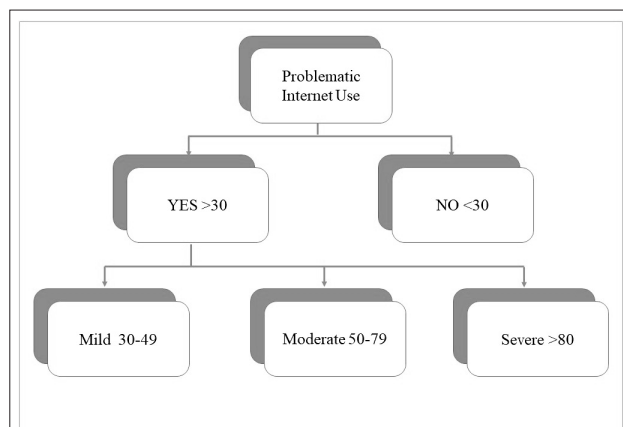 Problematic
Internet Use
YES >30
NO <30
Mild 30-49
Moderate 50-79
Severe >80